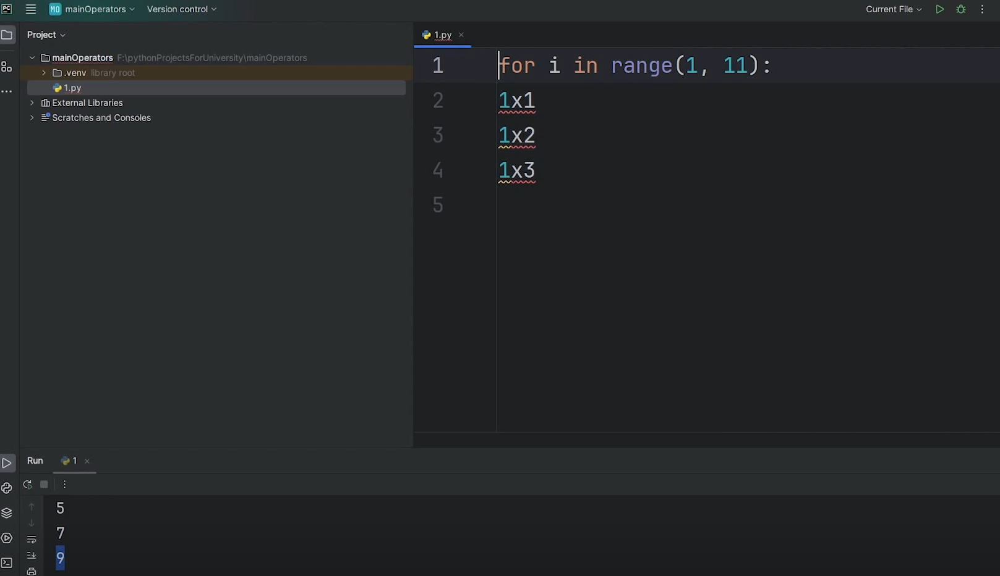 PC MO mainOperators Version control Current File
Project
mainOperators F:\pythonProjectsForUniversity\mainOperators
.venv library root
1.py
External Libraries
Scratches and Consoles
1.py
1 for i in range(1, 11):
2 1x1
3 1x2
4 1x3
5
Run 1
5
7
9